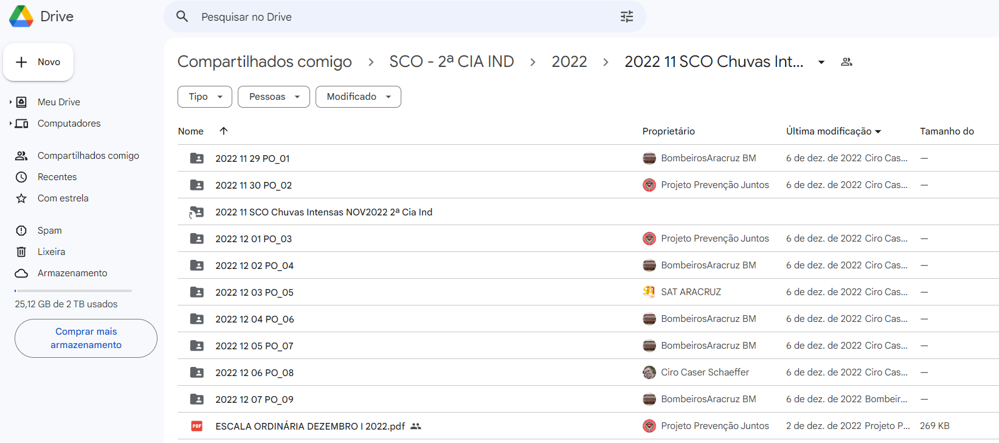 Drive
Pesquisar no Drive
Novo
Meu Drive
Computadores
Compartilhados comigo
Recentes
Com estrela
Spam
Lixeira
Armazenamento
25,12 GB de 2 TB usados
Comprar mais
armazenamento
Compartilhados comigo > SCO - 2ª CIA IND > 2022 > 2022 11 SCO Chuvas Int...
Tipo Pessoas Modificado
Nome Proprietário Última modificação Tamanho do
2022 11 29 PO_01 BombeirosAracruz BM 6 de dez. de 2022 Ciro Cas... —
2022 11 30 PO_02 Projeto Prevenção Juntos 6 de dez. de 2022 Ciro Cas... —
2022 11 SCO Chuvas Intensas NOV2022 2ª Cia Ind
2022 12 01 PO_03 Projeto Prevenção Juntos 6 de dez. de 2022 Ciro Cas... —
2022 12 02 PO_04 BombeirosAracruz BM 6 de dez. de 2022 Ciro Cas... —
2022 12 03 PO_05 SAT ARACRUZ 6 de dez. de 2022 Ciro Cas... —
2022 12 04 PO_06 BombeirosAracruz BM 6 de dez. de 2022 Ciro Cas... —
2022 12 05 PO_07 BombeirosAracruz BM 6 de dez. de 2022 Ciro Cas... —
2022 12 06 PO_08 Ciro Caser Schaeffer 6 de dez. de 2022 Ciro Cas... —
2022 12 07 PO_09 BombeirosAracruz BM 6 de dez. de 2022 Bombeir... —
PDF ESCALA ORDINÁRIA DEZEMBRO I 2022.pdf Projeto Prevenção Juntos 2 de dez. de 2022 Projeto P... 269 KB